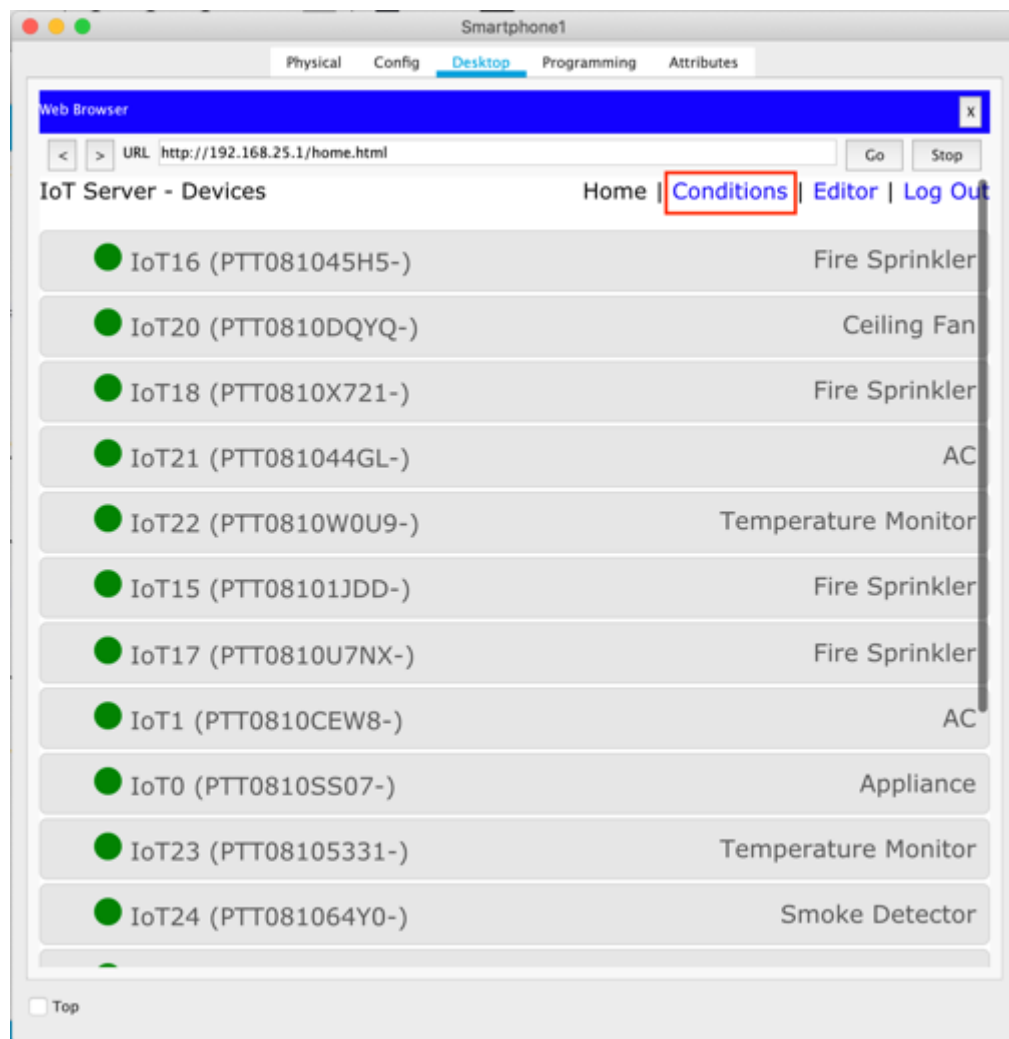 Smartphone1
Physical Config Desktop Programming Attributes
Web Browser X
< > URL http://192.168.25.1/home.html Go Stop
IoT Server - Devices Home | Conditions | Editor | Log Out
IoT16 (PTT081045H5-) Fire Sprinkler
IoT20 (PTT0810DQYQ-) Ceiling Fan
IoT18 (PTT0810X721-) Fire Sprinkler
IoT21 (PTT081044GL-) AC
IoT22 (PTT0810W0U9-) Temperature Monitor
IoT15 (PTT08101JDD-) Fire Sprinkler
IoT17 (PTT0810U7NX-) Fire Sprinkler
IoT1 (PTT0810CEW8-) AC
IoT0 (PTT0810SS07-) Appliance
IoT23 (PTT08105331-) Temperature Monitor
IoT24 (PTT081064Y0-) Smoke Detector
Top